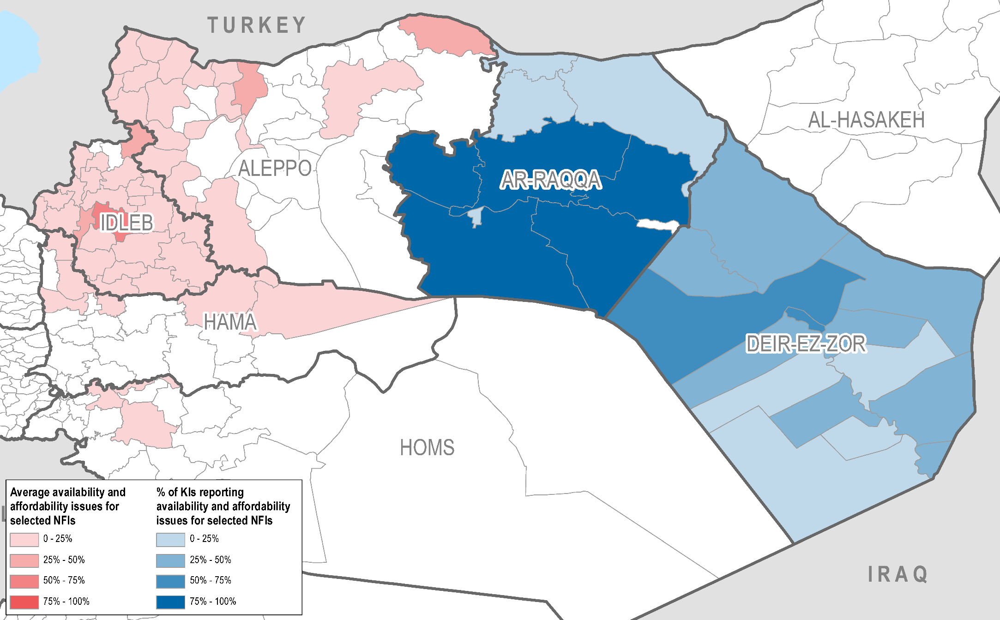 TURKEY
AL-HASAKEH
ALEPPO
AR-RAQQA
IDLEB
HAMA
DEIR-EZ-ZOR
HOMS
IRAQ
L
Average availability and
affordability issues for
selected NFIs
0 - 25%
25% - 50%
50% - 75%
75% - 100%
% of KIs reporting
availability and affordability
issues for selected NFIs
0 - 25%
25% - 50%
50% - 75%
75% - 100%